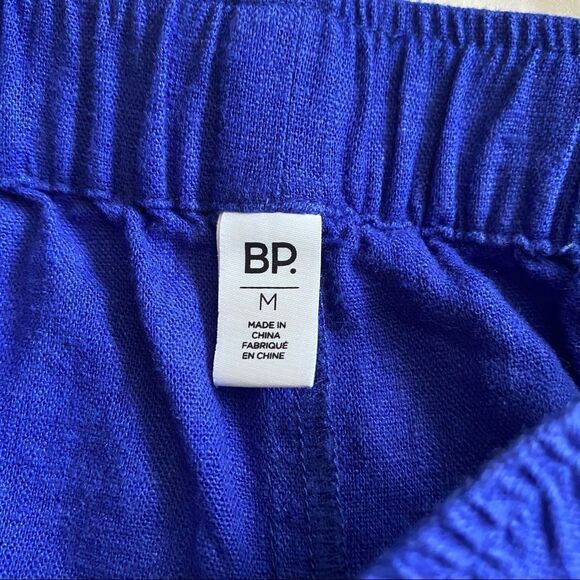 BP.
M
MADE IN
CHINA
FABRIQUÉ
EN CHINE